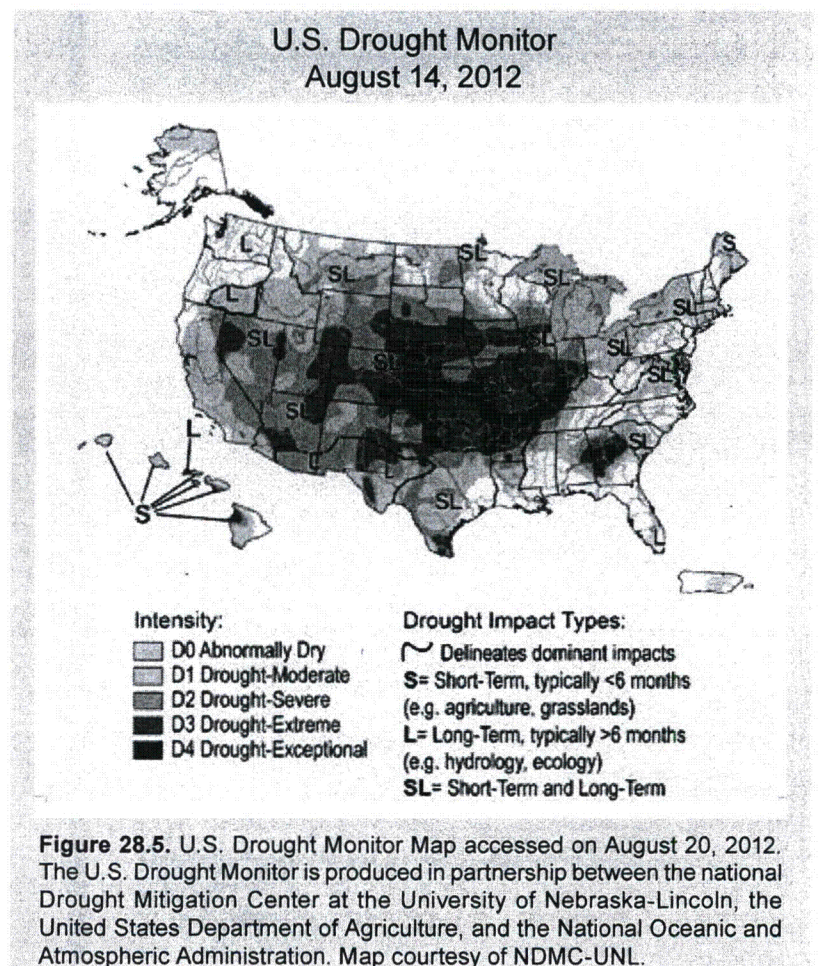 U.S. Drought Monitor
August 14, 2012
L
S
SL
SL
SL
L
SL
SL
SL
SL
SL
SL
SL
SL
L
L
L
SL
L
S
Intensity:
D0 Abnormally Dry
D1 Drought-Moderate
D2 Drought-Severe
D3 Drought-Extreme
D4 Drought-Exceptional
Drought Impact Types:
Delineates dominant impacts
S= Short-Term, typically <6 months
(e.g. agriculture, grasslands)
L= Long-Term, typically >6 months
(e.g. hydrology, ecology)
SL= Short-Term and Long-Term
Figure 28.5. U.S. Drought Monitor Map accessed on August 20, 2012.
The U.S. Drought Monitor is produced in partnership between the national
Drought Mitigation Center at the University of Nebraska-Lincoln, the
United States Department of Agriculture, and the National Oceanic and
Atmospheric Administration. Map courtesy of NDMC-UNL.